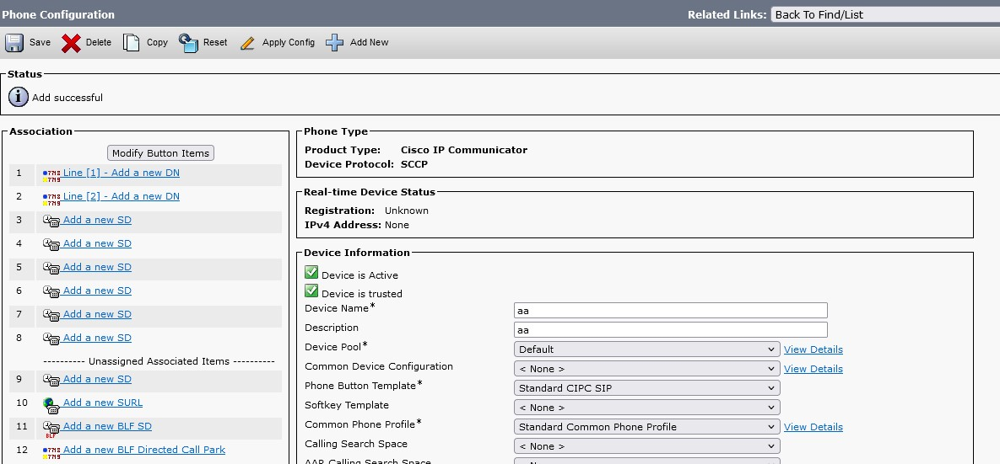 Phone Configuration
Related Links: Back To Find/List
Save Delete Copy Reset Apply Config Add New
Status
Add successful
Association
Modify Button Items
1 Line [1] - Add a new DN
2 Line [2] - Add a new DN
3 Add a new SD
4 Add a new SD
5 Add a new SD
6 Add a new SD
7 Add a new SD
8 Add a new SD
---------- Unassigned Associated Items ----------
9 Add a new SD
10 Add a new SURL
11 Add a new BLF SD
12 Add a new BLF Directed Call Park
Phone Type
Product Type: Cisco IP Communicator
Device Protocol: SCCP
Real-time Device Status
Registration: Unknown
IPv4 Address: None
Device Information
Device is Active
Device is trusted
Device Name* aa
Description aa
Device Pool* Default View Details
Common Device Configuration < None > View Details
Phone Button Template* Standard CIPC SIP
Softkey Template < None >
Common Phone Profile* Standard Common Phone Profile View Details
Calling Search Space < None >
AAR Calling Search Space